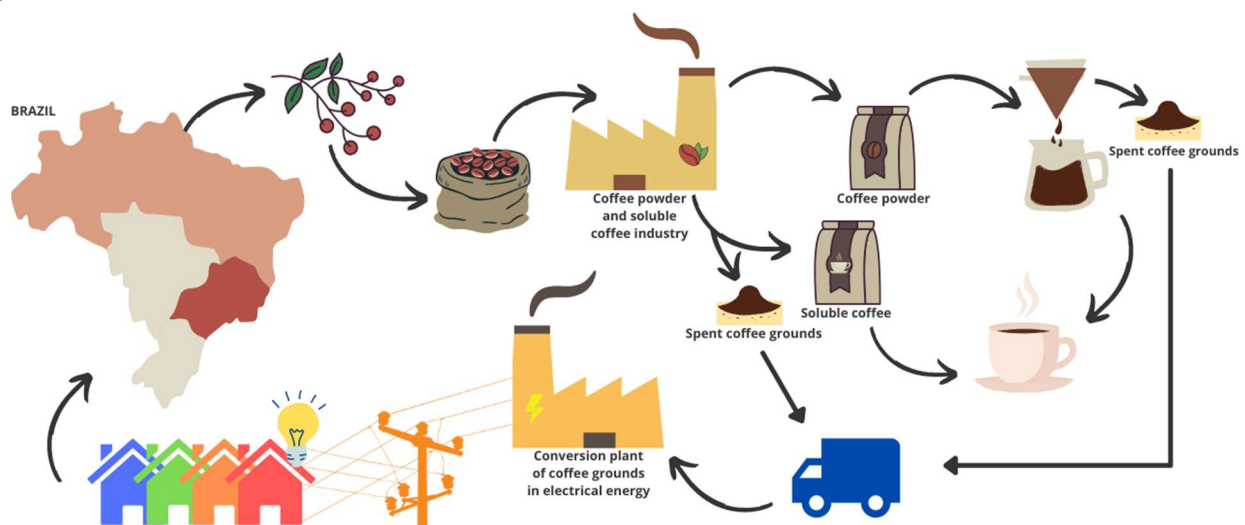 BRAZIL
Coffee powder
and soluble
coffee industry
Coffee powder
Spent coffee grounds
Soluble coffee
Spent coffee grounds
Conversion plant
of coffee grounds
in electrical energy